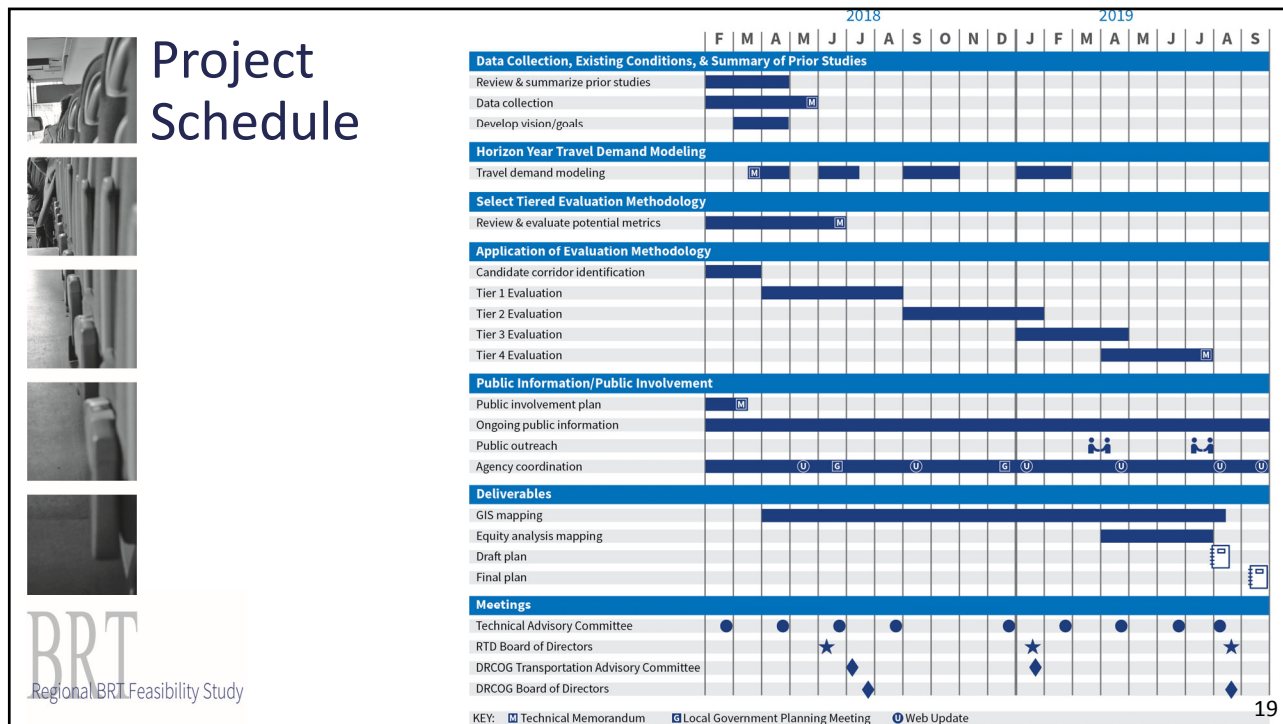 Project
Schedule
2018 2019
F M A M J J A S O N D J F M A M J J A S
Data Collection, Existing Conditions, & Summary of Prior Studies
Review & summarize prior studies
Data collection M
Develop vision/goals
Horizon Year Travel Demand Modeling
Travel demand modeling M
Select Tiered Evaluation Methodology
Review & evaluate potential metrics M
Application of Evaluation Methodology
Candidate corridor identification
Tier 1 Evaluation
Tier 2 Evaluation
Tier 3 Evaluation
Tier 4 Evaluation M
Public Information/Public Involvement
Public involvement plan M
Ongoing public information
Public outreach
Agency coordination U G U G U U U U
Deliverables
GIS mapping
Equity analysis mapping
Draft plan
Final plan
Meetings
Technical Advisory Committee
RTD Board of Directors
DRCOG Transportation Advisory Committee
DRCOG Board of Directors
KEY: M Technical Memorandum G Local Government Planning Meeting U Web Update
BRT
Regional BRT Feasibility Study
19